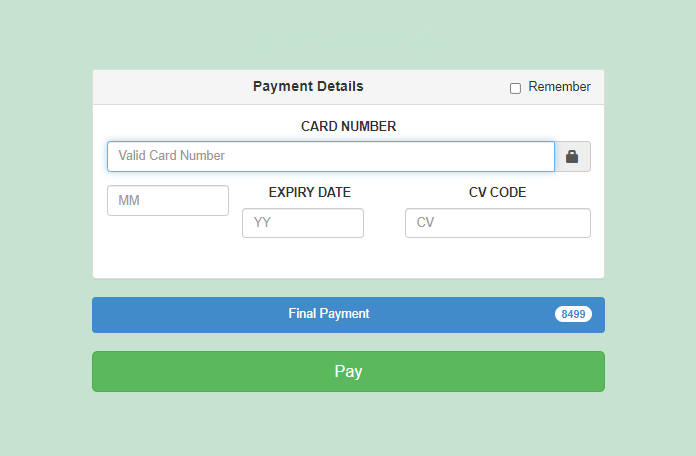 Payment Details Remember
CARD NUMBER
Valid Card Number
EXPIRY DATE CV CODE
MM YY CV
Final Payment 8499
Pay